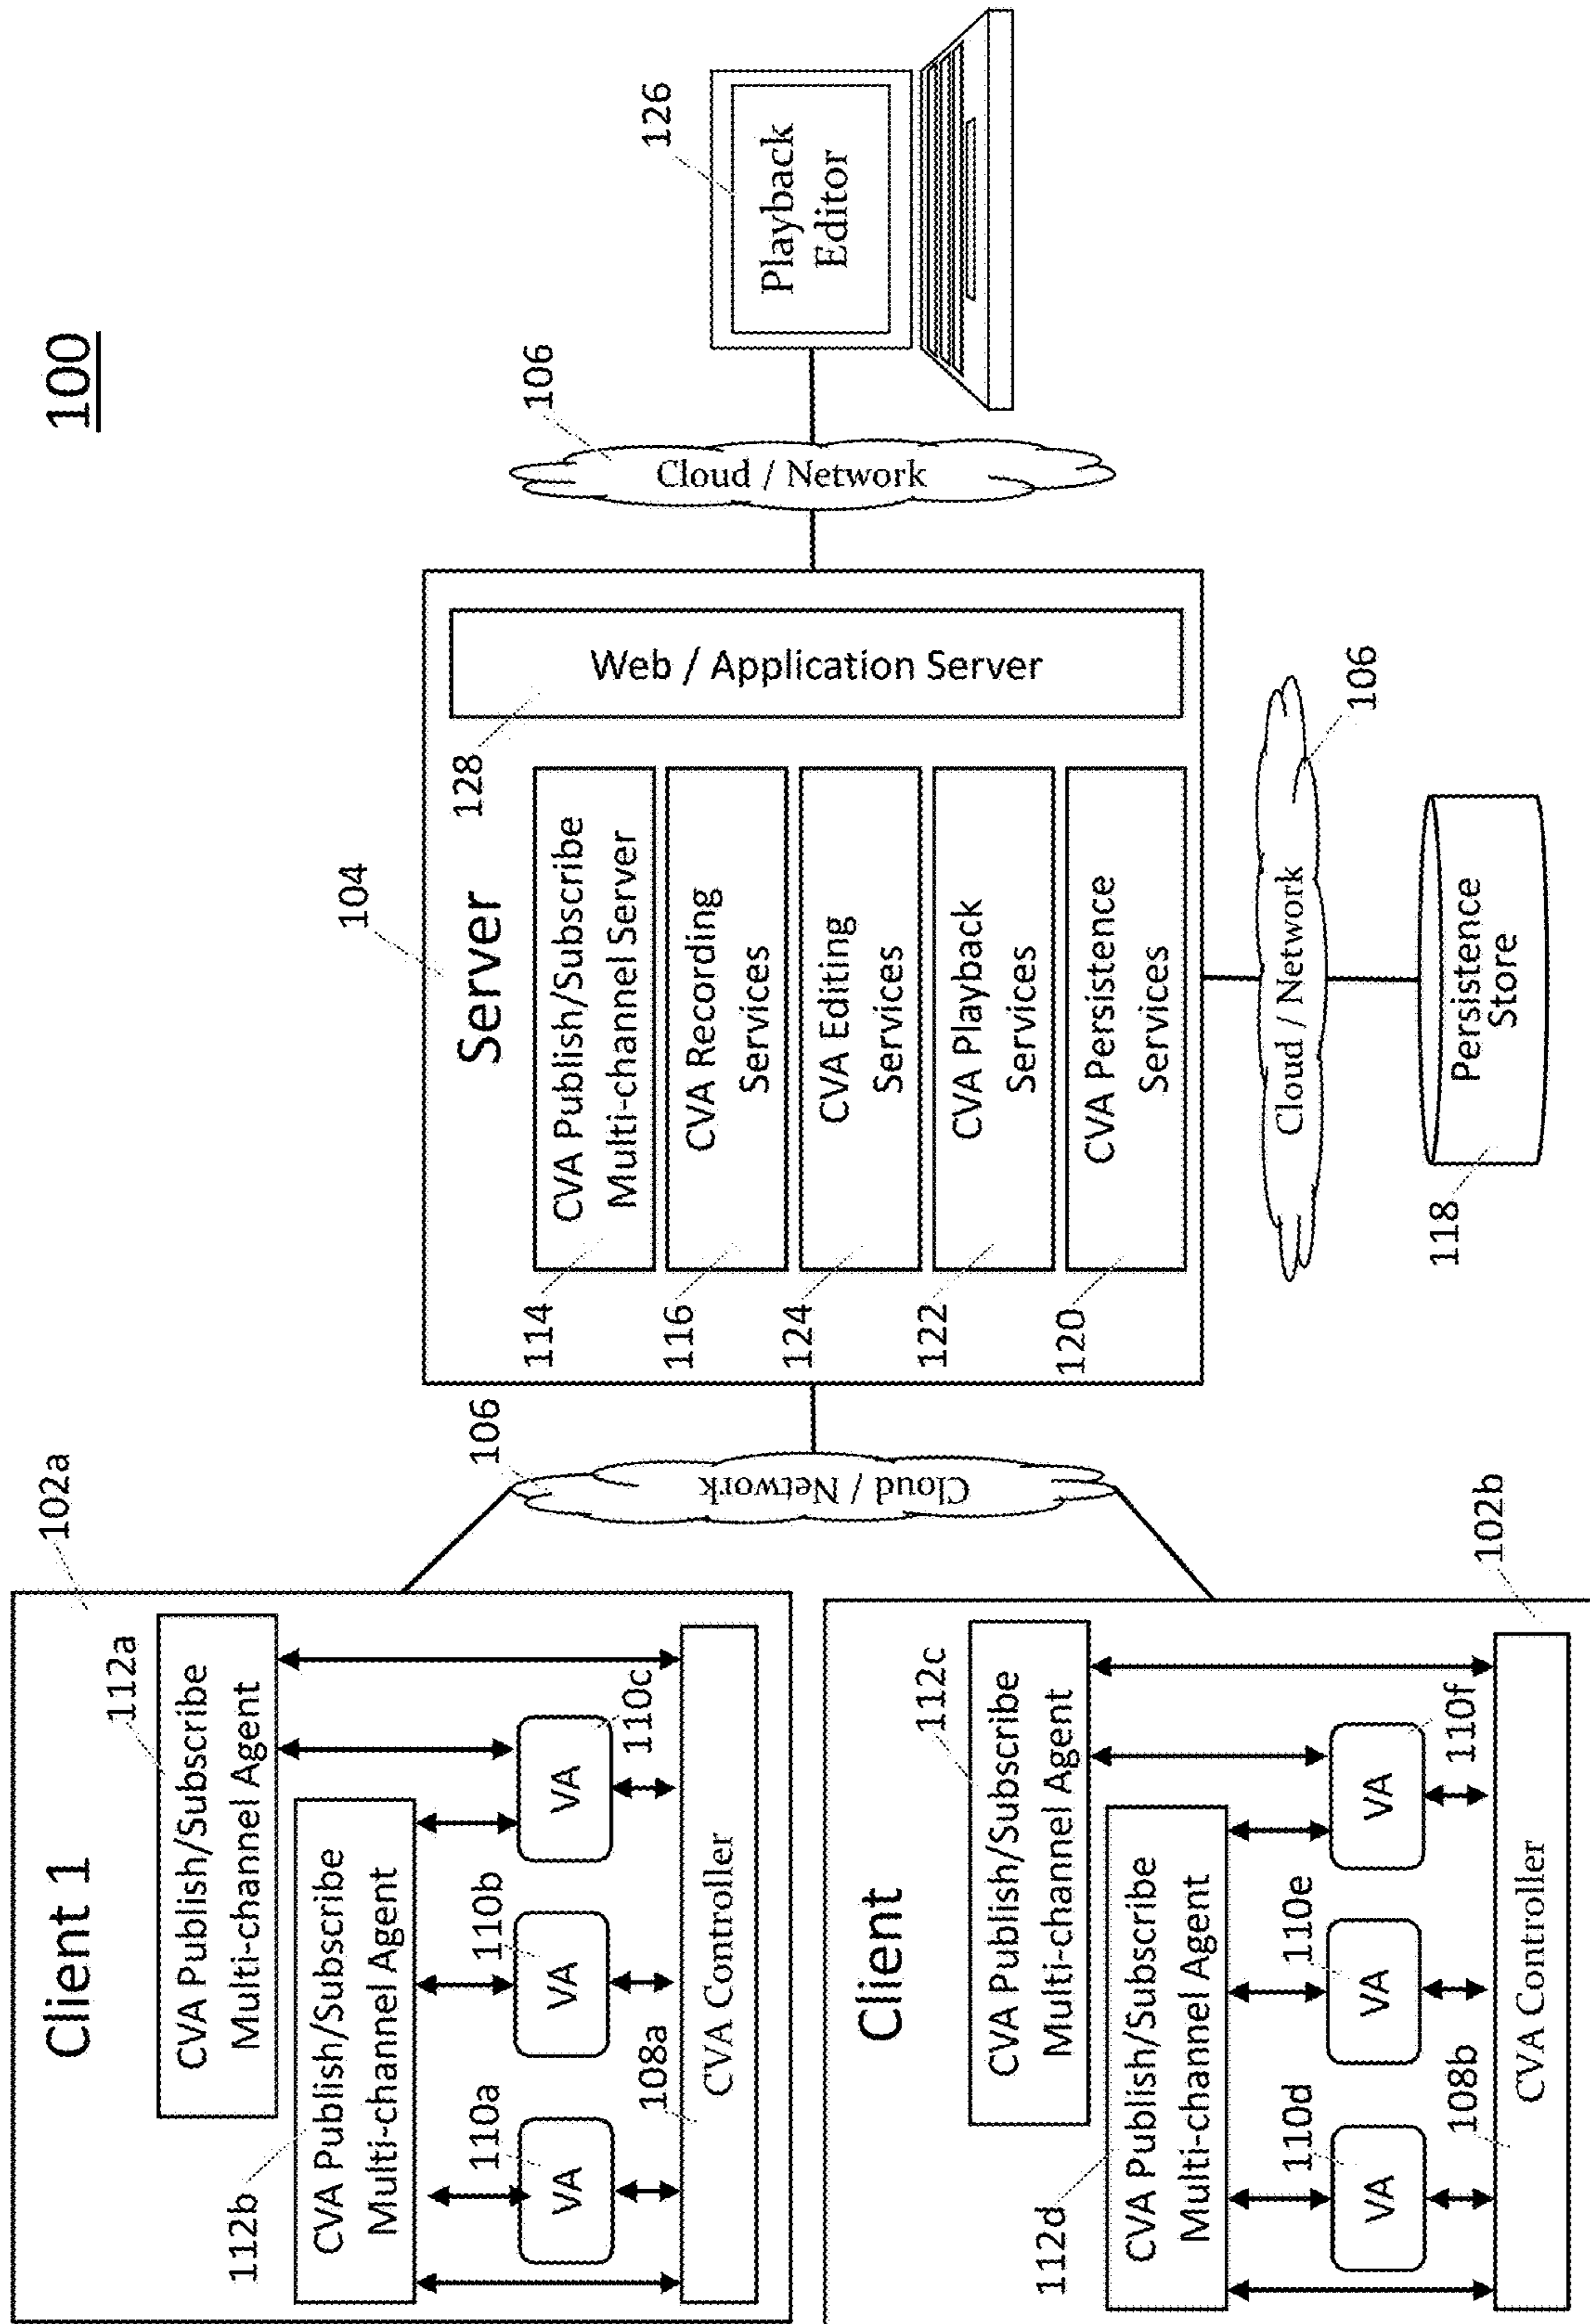 100
Client 1
102a
112a
CVA Publish/Subscribe
Multi-channel Agent
112b
CVA Publish/Subscribe
Multi-channel Agent
110a
VA
110b
VA
110c
VA
108a
CVA Controller
Client
112c
CVA Publish/Subscribe
Multi-channel Agent
112d
CVA Publish/Subscribe
Multi-channel Agent
110d
VA
110e
VA
110f
VA
108b
CVA Controller
102b
106
Cloud / Network
104
Server
128
Web / Application Server
114
CVA Publish/Subscribe
Multi-channel Server
116
CVA Recording
Services
124
CVA Editing
Services
122
CVA Playback
Services
120
CVA Persistence
Services
106
Cloud / Network
118
Persistence
Store
106
Cloud / Network
126
Playback
Editor